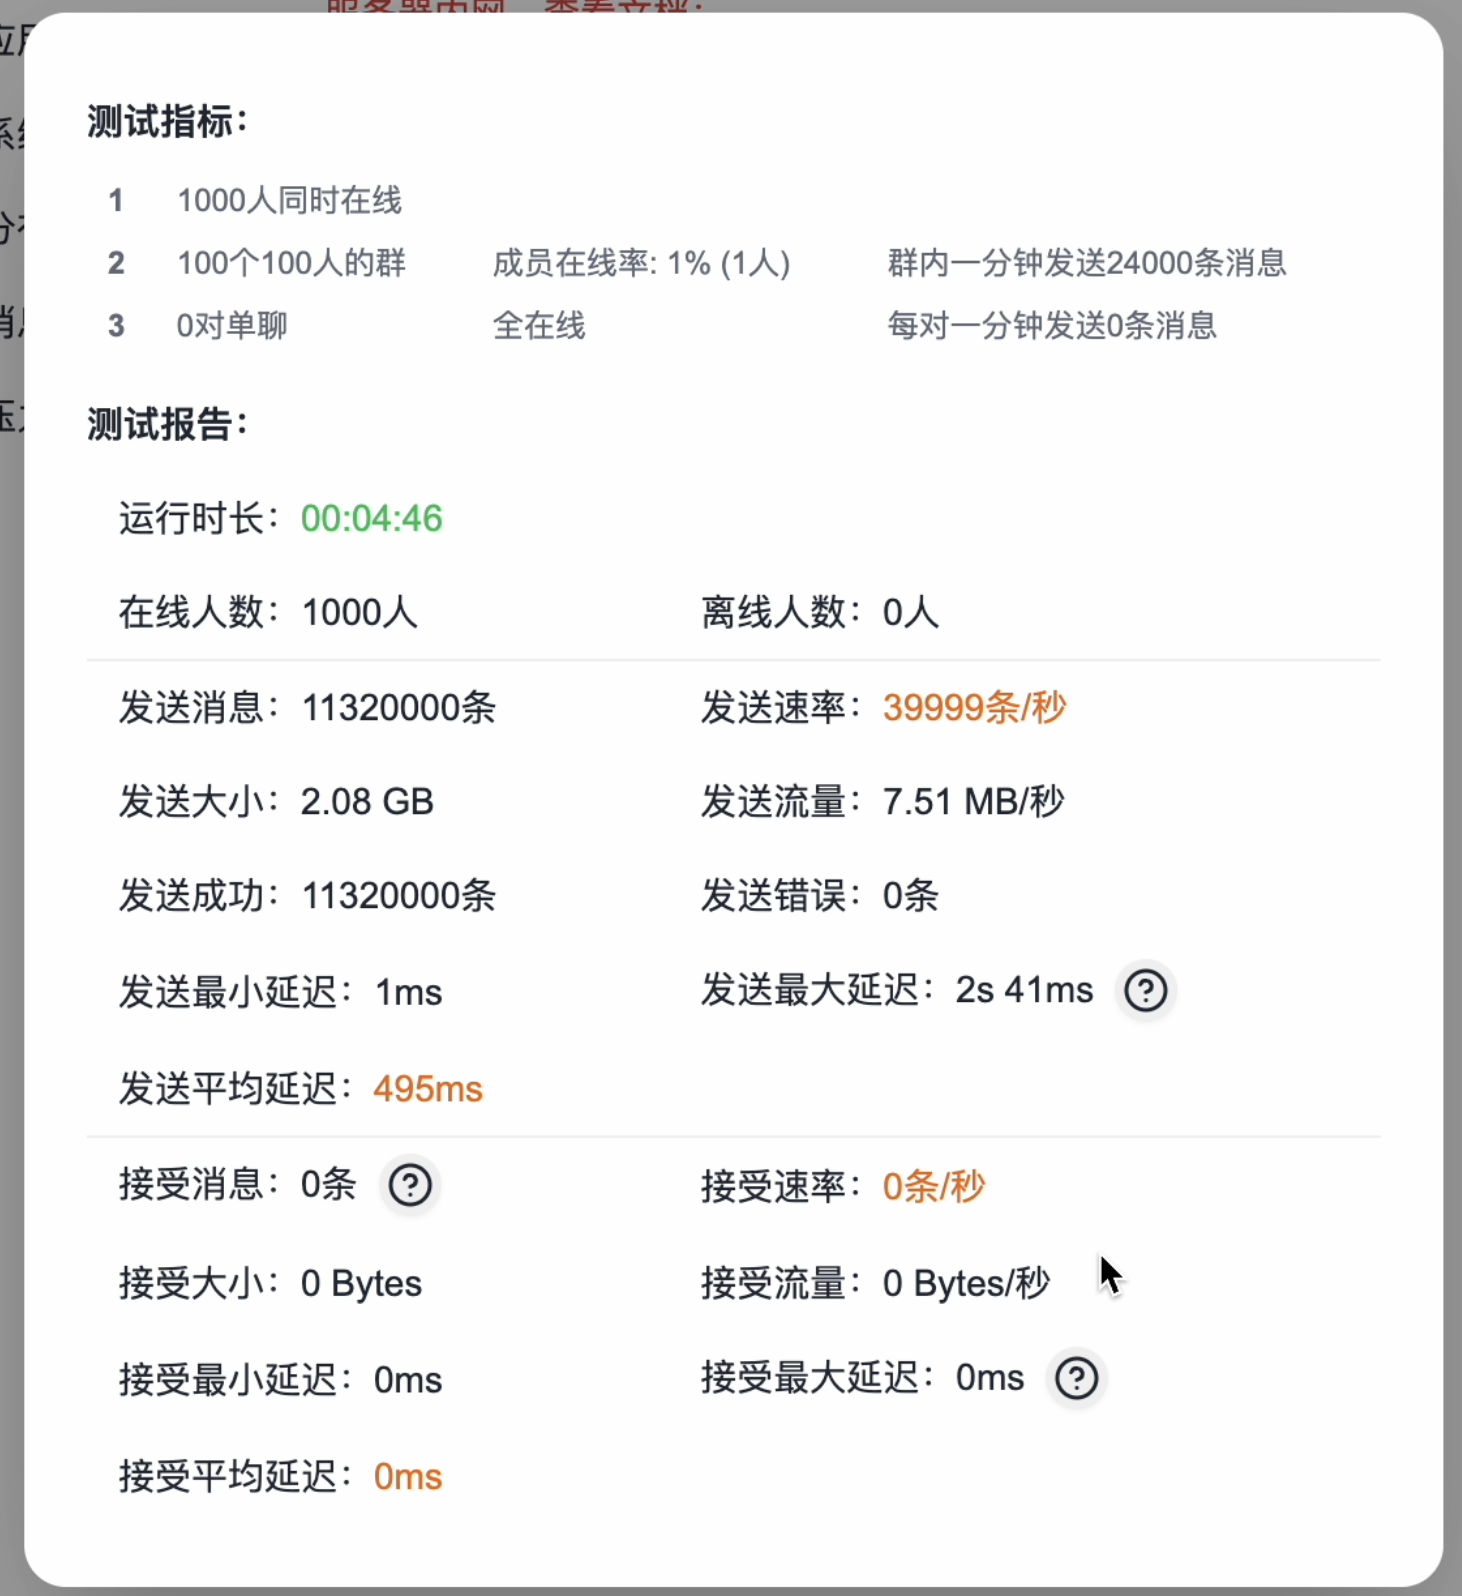 服务器内网，查看文档：
测试指标：
1 1000人同时在线
2 100个100人的群 成员在线率: 1% (1人) 群内一分钟发送24000条消息
3 0对单聊 全在线 每对一分钟发送0条消息
测试报告：
运行时长： 00:04:46
在线人数： 1000人 离线人数： 0人
发送消息： 11320000条 发送速率： 39999条/秒
发送大小： 2.08 GB 发送流量： 7.51 MB/秒
发送成功： 11320000条 发送错误： 0条
发送最小延迟： 1ms 发送最大延迟： 2s 41ms ?
发送平均延迟： 495ms
接受消息： 0条 ? 接受速率： 0条/秒
接受大小： 0 Bytes 接受流量： 0 Bytes/秒
接受最小延迟： 0ms 接受最大延迟： 0ms ?
接受平均延迟： 0ms